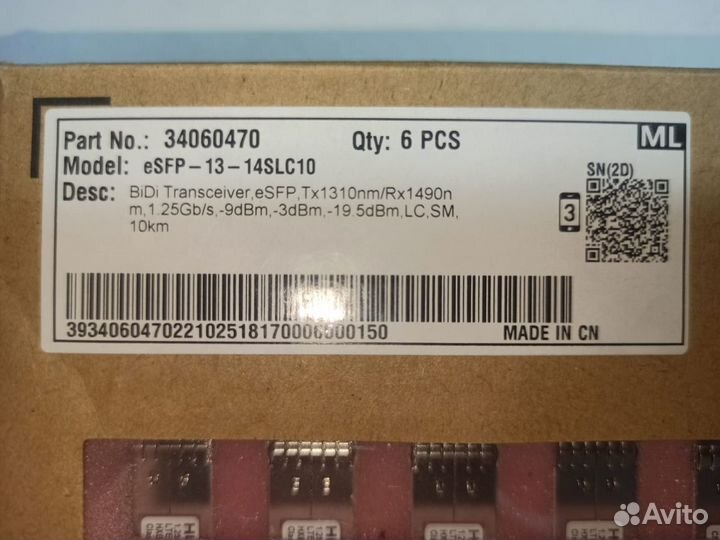 Part No.: 34060470 Qty: 6 PCS ML
Model: eSFP-13-14SLC10
SN(2D)
Desc: BiDi Transceiver,eSFP,Tx1310nm/Rx1490n
m,1.25Gb/s,-9dBm,-3dBm,-19.5dBm,LC,SM,
10km
3
MADE IN CN
Avito